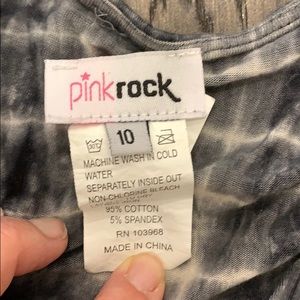 pinkrock
30°C
10
MACHINE WASH IN COLD
WATER
SEPARATELY INSIDE OUT
NON-CHLORINE BLEACH
95% COTTON
5% SPANDEX
RN 103968
MADE IN CHINA